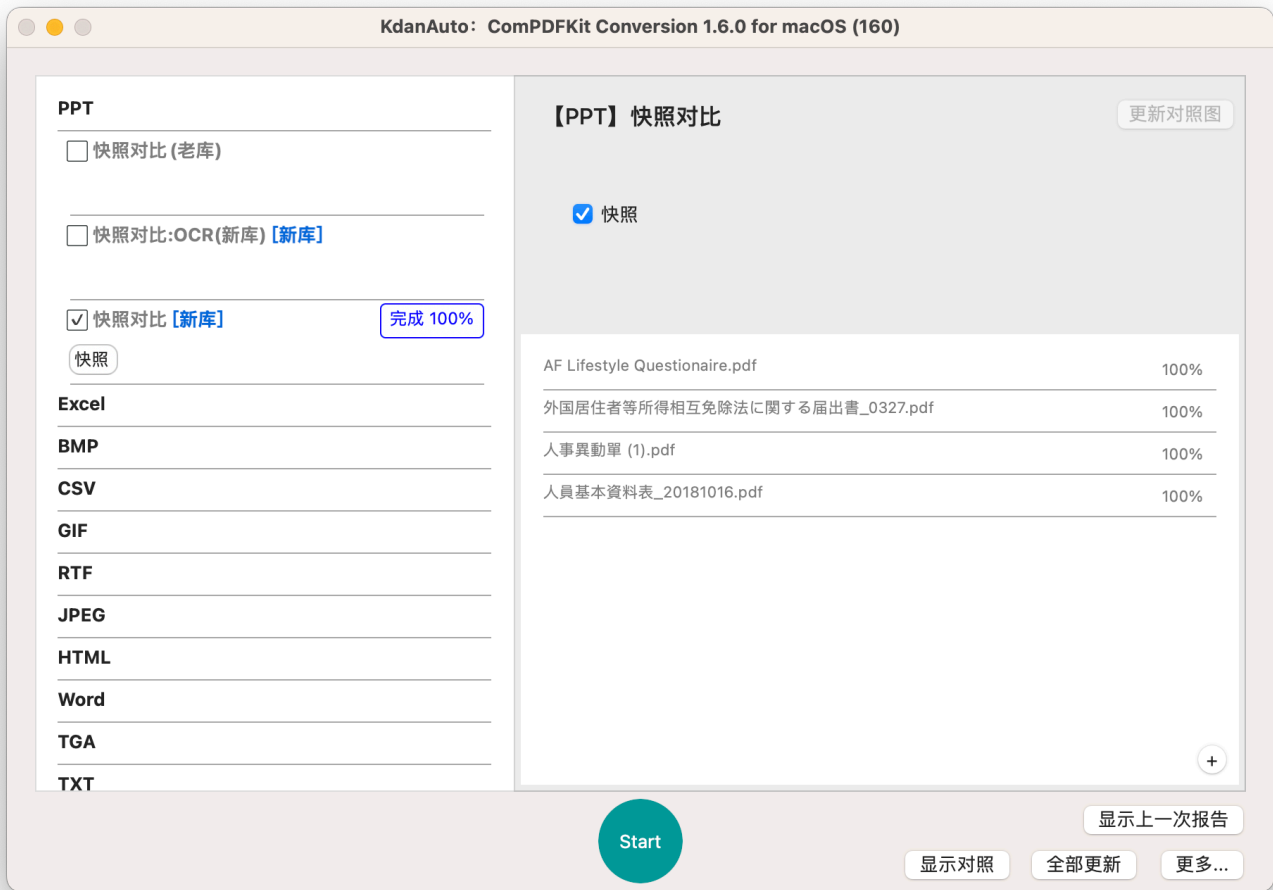 KdanAuto：ComPDFKit Conversion 1.6.0 for macOS (160)
PPT
快照对比 (老库)
快照对比:OCR(新库) [新库]
快照对比 [新库]
完成 100%
快照
Excel
BMP
CSV
GIF
RTF
JPEG
HTML
Word
TGA
TXT
【PPT】快照对比
更新对照图
快照
AF Lifestyle Questionaire.pdf 100%
外国居住者等所得相互免除法に関する届出書_0327.pdf 100%
人事異動單 (1).pdf 100%
人員基本資料表_20181016.pdf 100%
+
Start
显示上一次报告
显示对照
全部更新
更多...